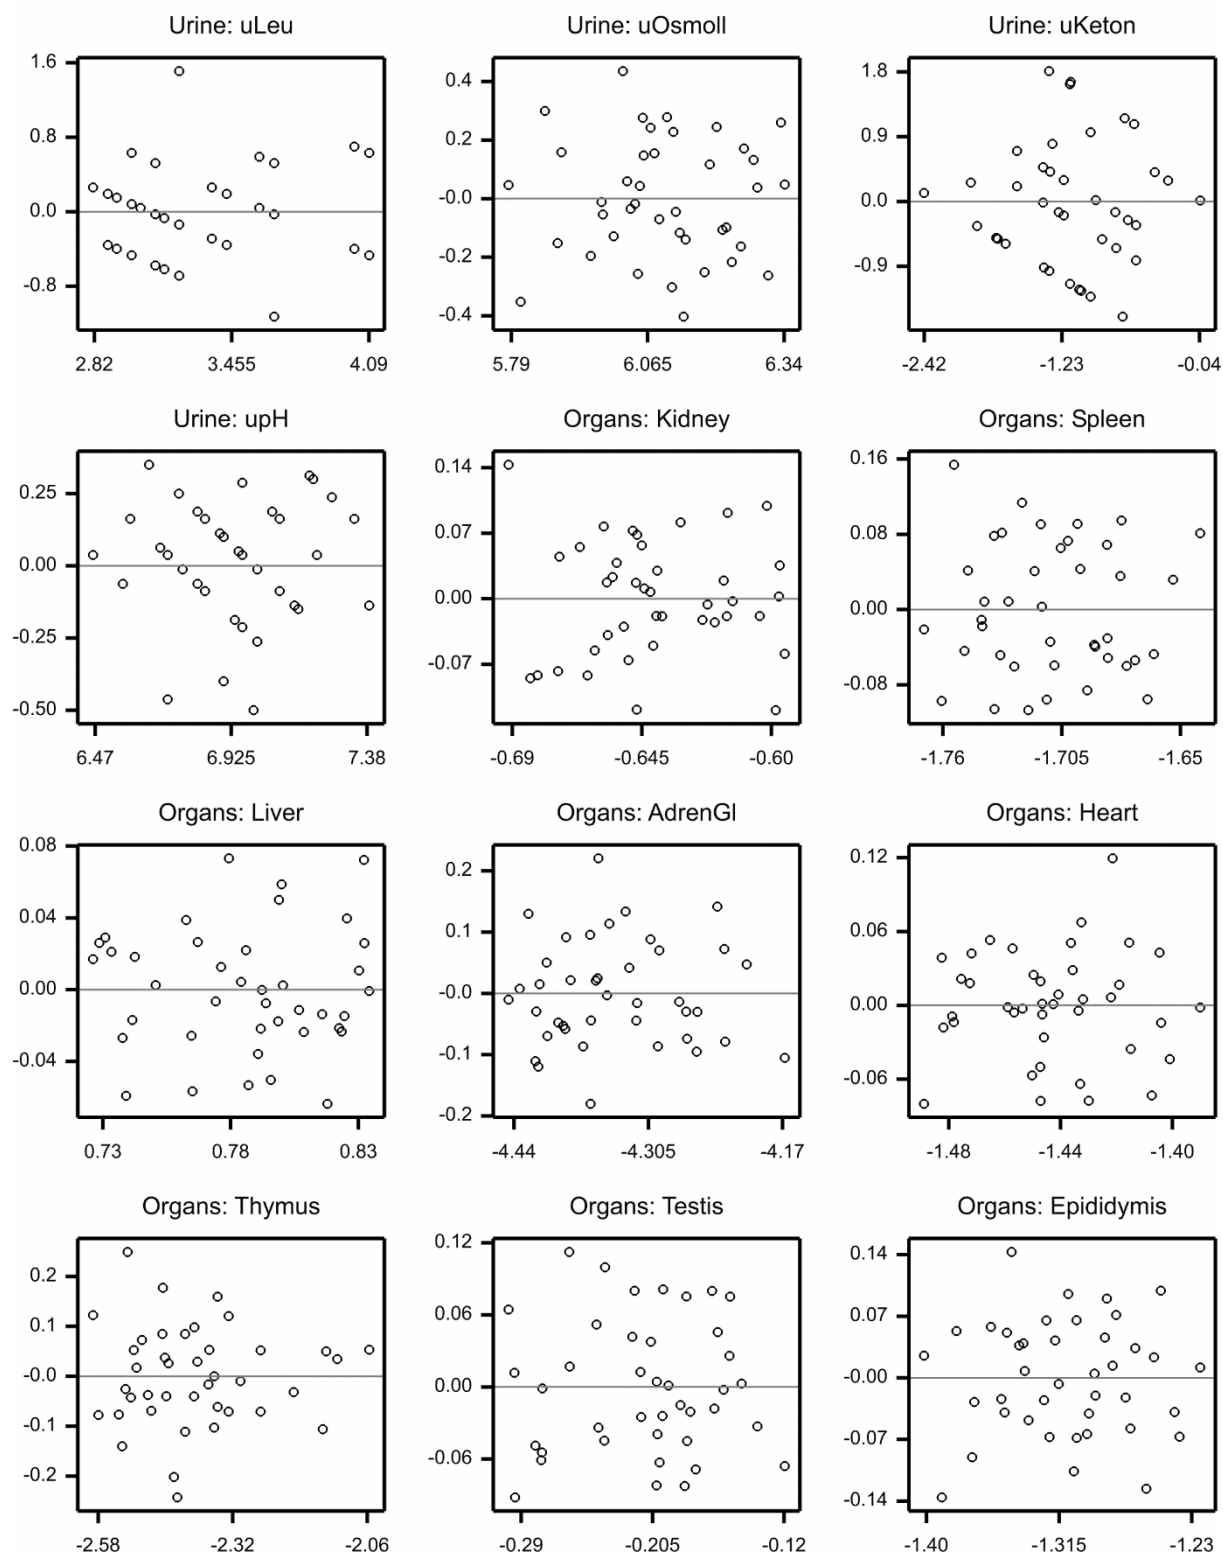 Urine: uLeu
Urine: uOsmoll
Urine: uKeton
1.6
0.8
0.0
-0.8
2.82 3.455 4.09
0.4
0.2
-0.0
-0.2
-0.4
5.79 6.065 6.34
1.8
0.9
0.0
-0.9
-2.42 -1.23 -0.04
Urine: upH
Organs: Kidney
Organs: Spleen
0.25
0.00
-0.25
-0.50
6.47 6.925 7.38
0.14
0.07
0.00
-0.07
-0.69 -0.645 -0.60
0.16
0.08
0.00
-0.08
-1.76 -1.705 -1.65
Organs: Liver
Organs: AdrenGl
Organs: Heart
0.08
0.04
0.00
-0.04
0.73 0.78 0.83
0.2
0.1
-0.0
-0.1
-0.2
-4.44 -4.305 -4.17
0.12
0.06
0.00
-0.06
-1.48 -1.44 -1.40
Organs: Thymus
Organs: Testis
Organs: Epididymis
0.2
0.1
-0.0
-0.1
-0.2
-2.58 -2.32 -2.06
0.12
0.06
0.00
-0.06
-0.29 -0.205 -0.12
0.14
0.07
-0.00
-0.07
-0.14
-1.40 -1.315 -1.23